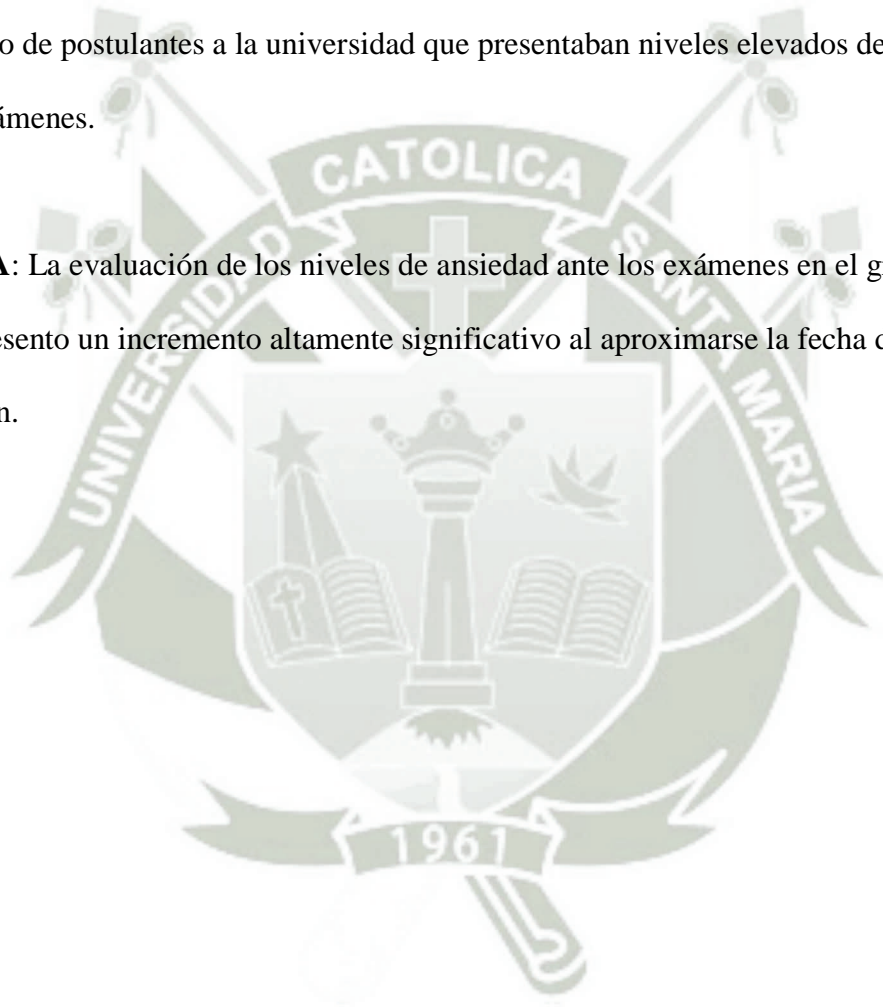 o de postulantes a la universidad que presentaban niveles elevados de
ámenes.
CATOLICA
UNIVERSIDAD
SANTA MARIA
A: La evaluación de los niveles de ansiedad ante los exámenes en el g
esento un incremento altamente significativo al aproximarse la fecha d
n.
1961